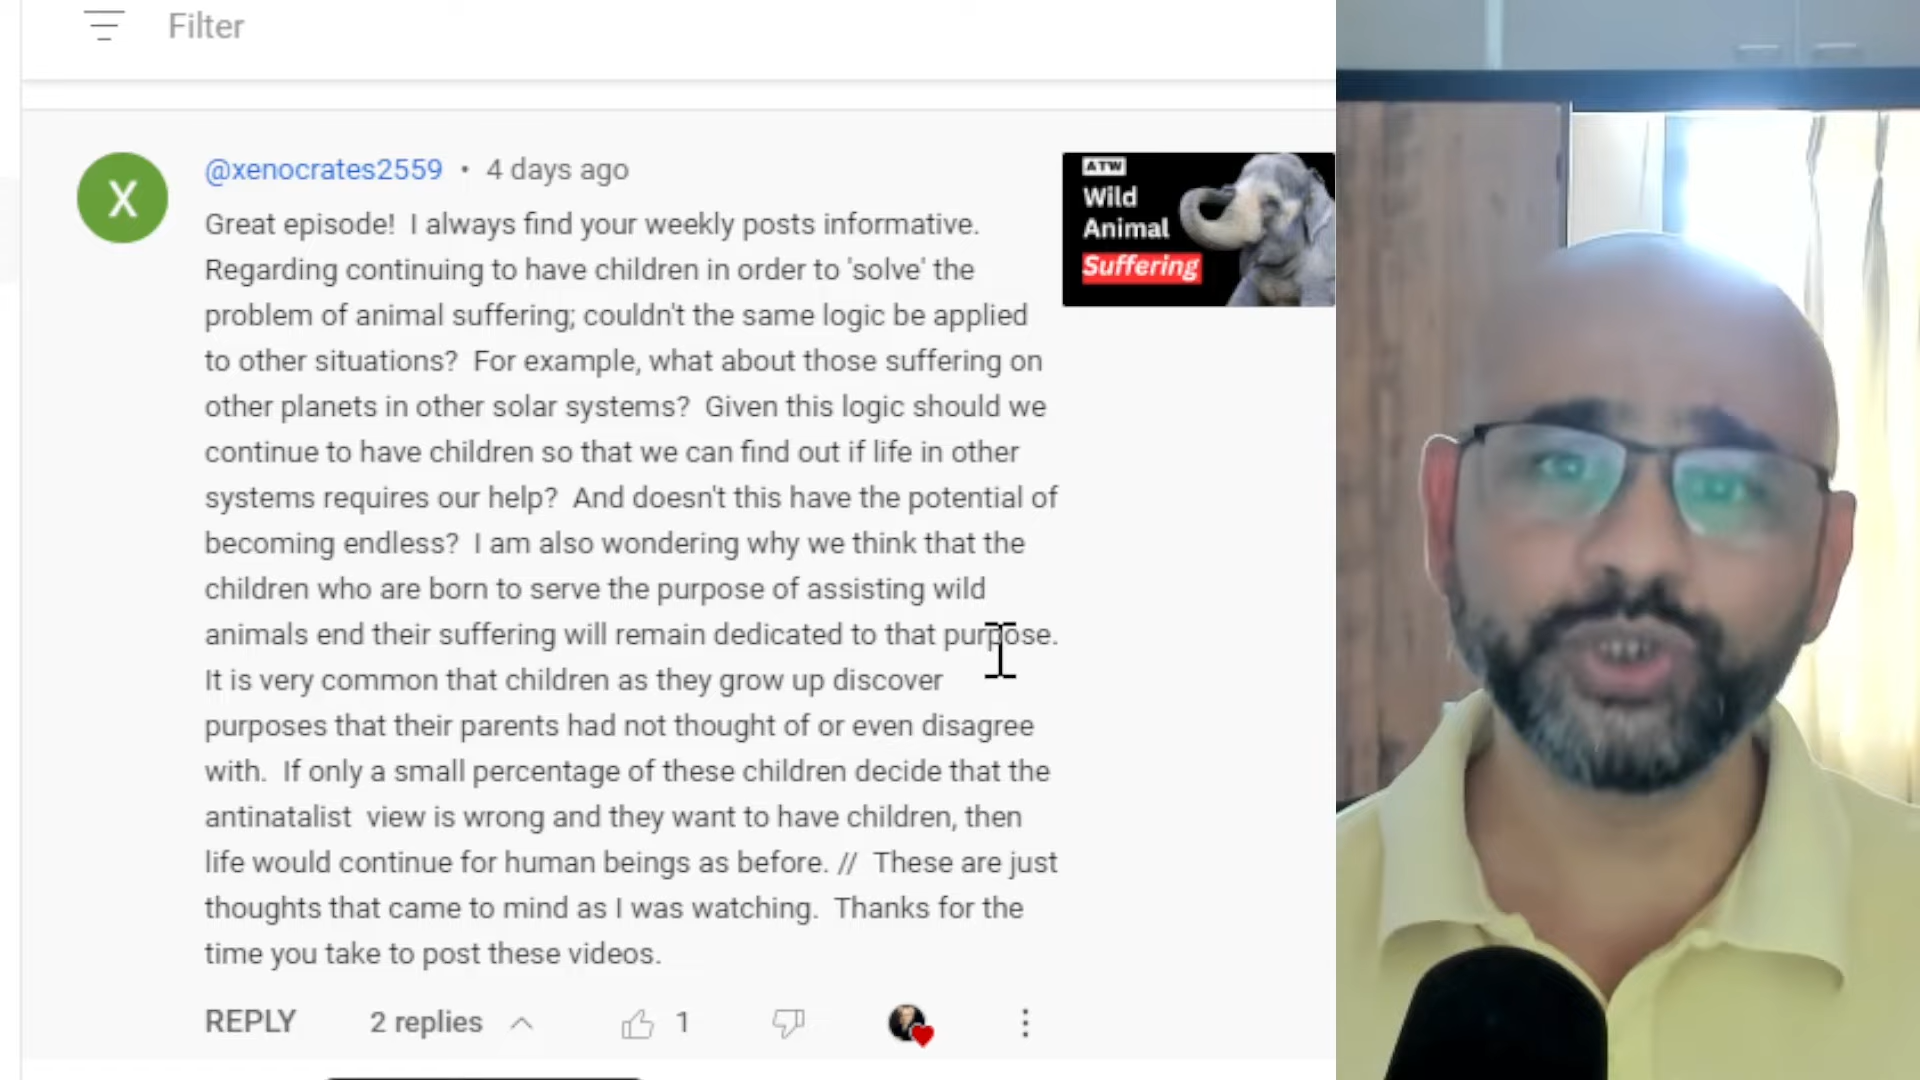 Filter
X
@xenocrates2559 • 4 days ago
Great episode!  I always find your weekly posts informative.
Regarding continuing to have children in order to 'solve' the
problem of animal suffering; couldn't the same logic be applied
to other situations?  For example, what about those suffering on
other planets in other solar systems?  Given this logic should we
continue to have children so that we can find out if life in other
systems requires our help?  And doesn't this have the potential of
becoming endless?  I am also wondering why we think that the
children who are born to serve the purpose of assisting wild
animals end their suffering will remain dedicated to that purpose.
It is very common that children as they grow up discover
purposes that their parents had not thought of or even disagree
with.  If only a small percentage of these children decide that the
antinatalist  view is wrong and they want to have children, then
life would continue for human beings as before. //  These are just
thoughts that came to mind as I was watching.  Thanks for the
time you take to post these videos.
REPLY 2 replies 1
ATW
Wild
Animal
Suffering